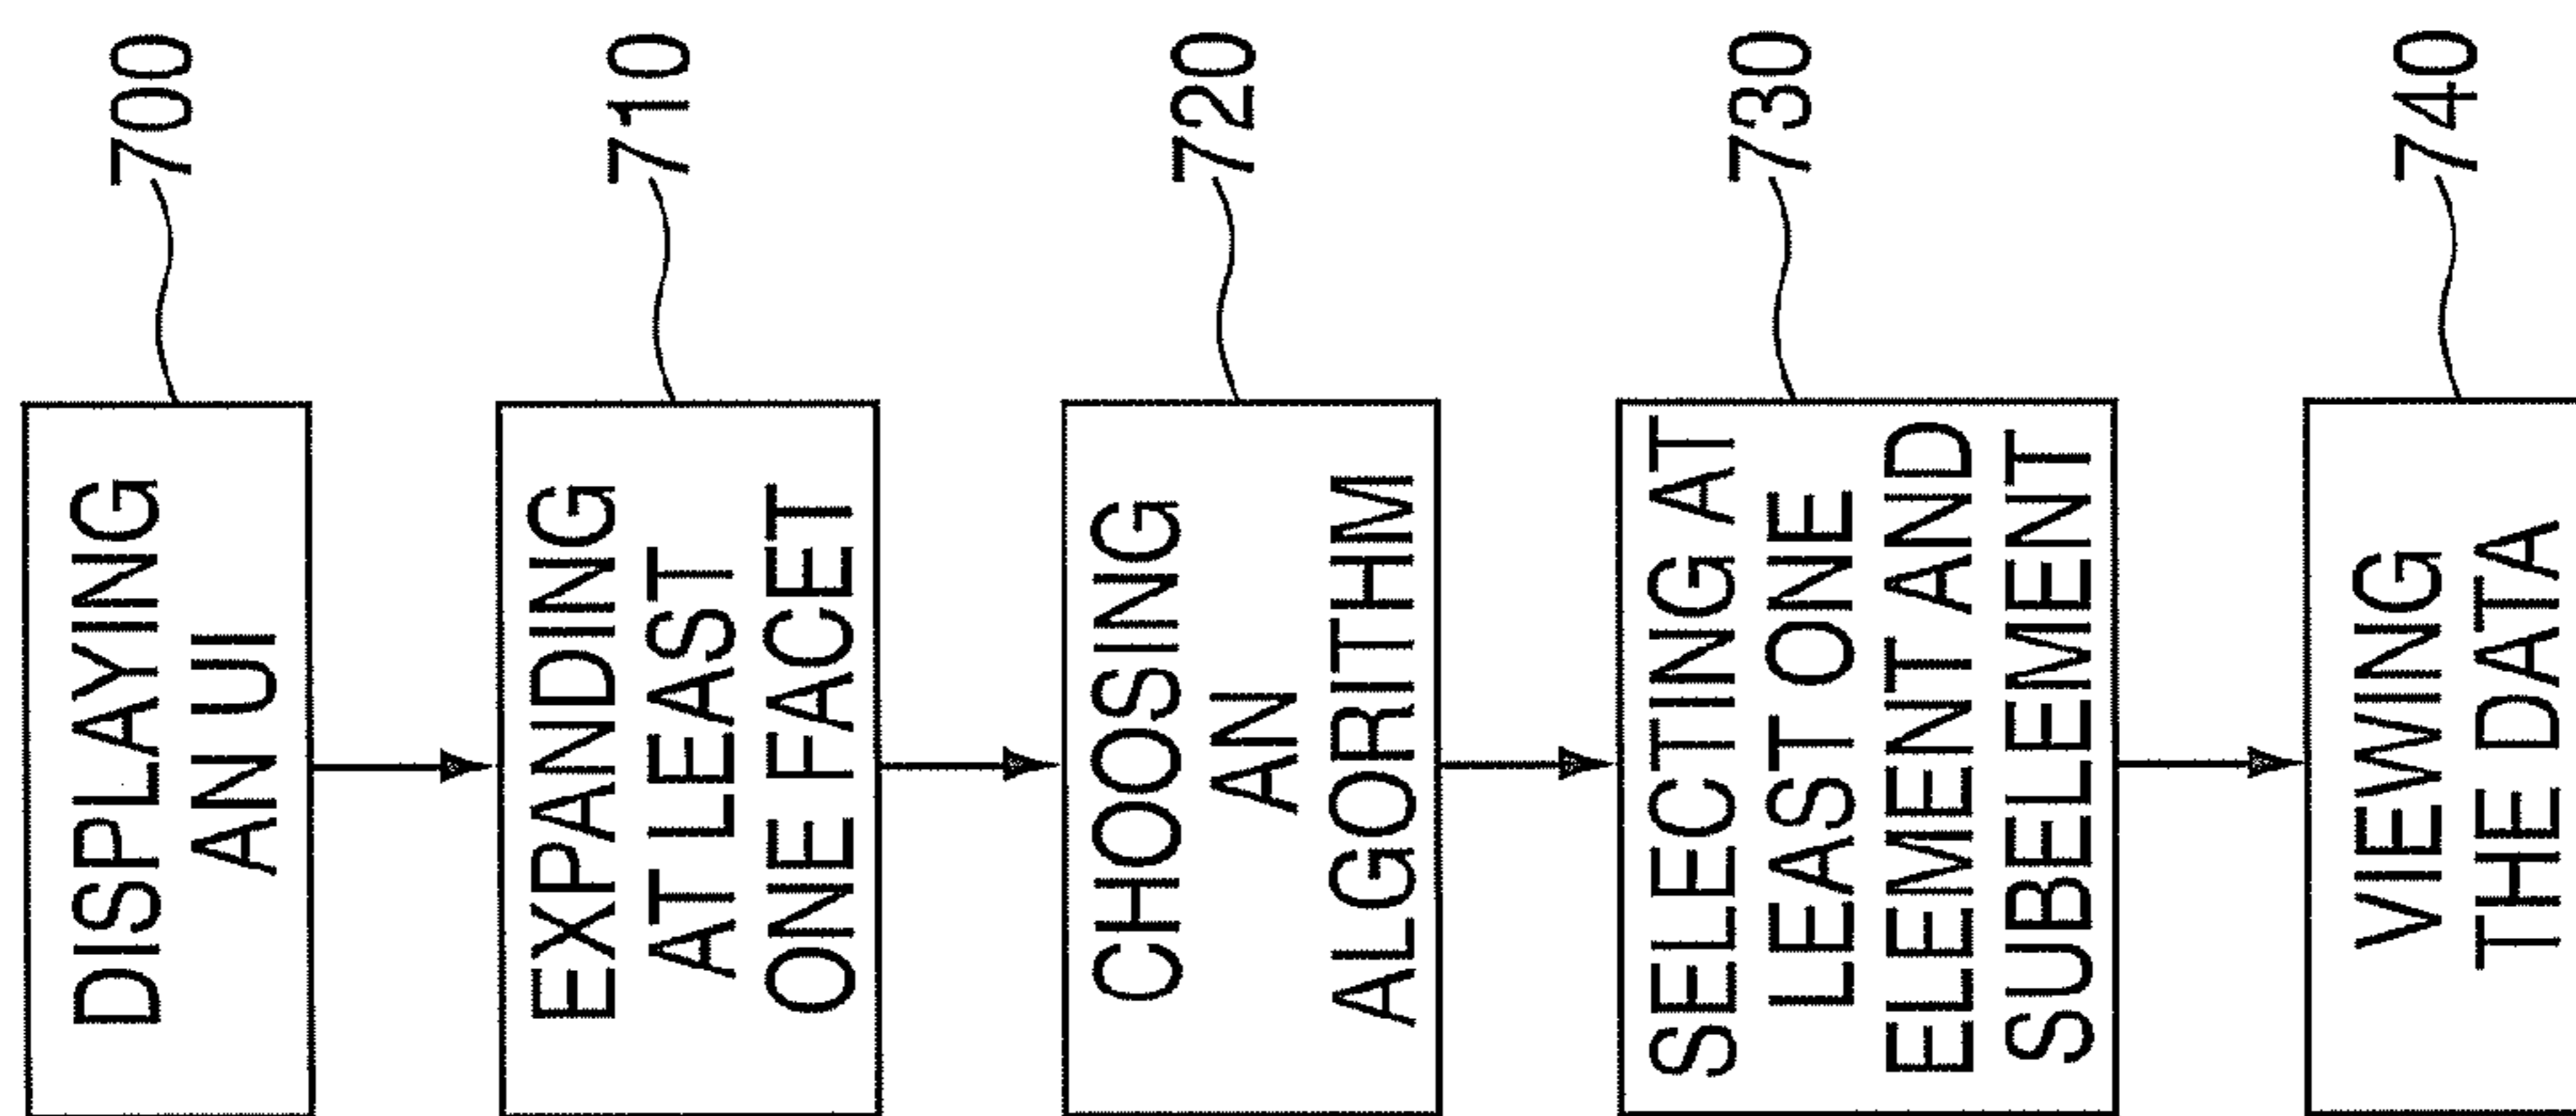 700
DISPLAYING
AN UI
710
EXPANDING
AT LEAST
ONE FACET
720
CHOOSING
AN
ALGORITHM
730
SELECTING AT
LEAST ONE
ELEMENT AND
SUBELEMENT
740
VIEWING
THE DATA